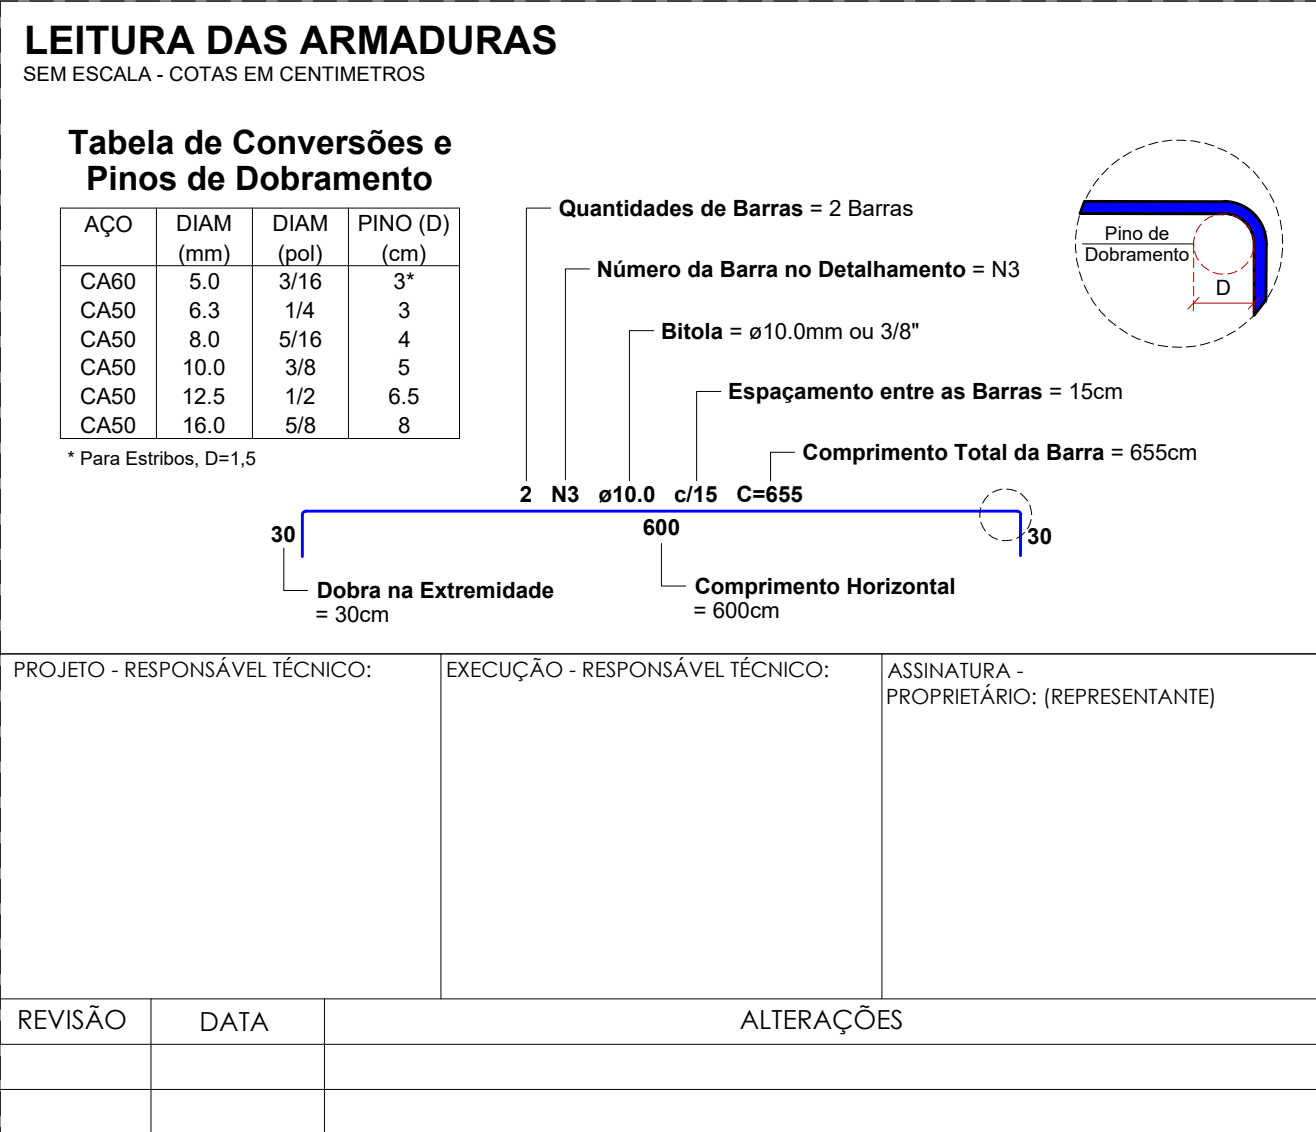 LEITURA DAS ARMADURAS
SEM ESCALA - COTAS EM CENTIMETROS
Tabela de Conversões e
Pinos de Dobramento
AÇO DIAM DIAM PINO (D)
(mm) (pol) (cm)
CA60 5.0 3/16 3*
CA50 6.3 1/4 3
CA50 8.0 5/16 4
CA50 10.0 3/8 5
CA50 12.5 1/2 6.5
CA50 16.0 5/8 8
* Para Estribos, D=1,5
Quantidades de Barras = 2 Barras
Número da Barra no Detalhamento = N3
Bitola = ø10.0mm ou 3/8"
Espaçamento entre as Barras = 15cm
Comprimento Total da Barra = 655cm
Pino de
Dobramento
D
2 N3 ø10.0 c/15 C=655
30 600 30
Dobra na Extremidade
= 30cm
Comprimento Horizontal
= 600cm
PROJETO - RESPONSÁVEL TÉCNICO:
EXECUÇÃO - RESPONSÁVEL TÉCNICO:
ASSINATURA -
PROPRIETÁRIO: (REPRESENTANTE)
REVISÃO DATA ALTERAÇÕES